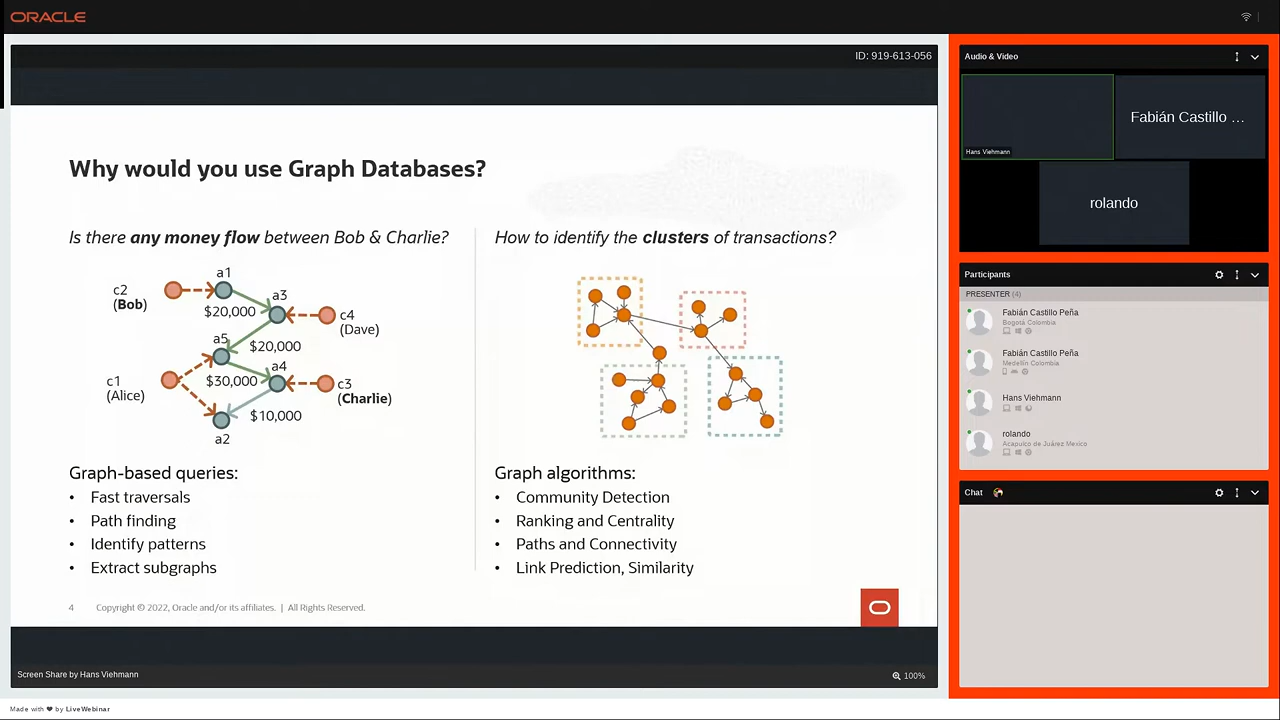 ORACLE
ID: 919-613-056
Why would you use Graph Databases?
Is there any money flow between Bob & Charlie?
c2
(Bob)
a1
$20,000
a3
c4
(Dave)
a5
$20,000
c1
(Alice)
$30,000
a4
c3
(Charlie)
$10,000
a2
Graph-based queries:
• Fast traversals
• Path finding
• Identify patterns
• Extract subgraphs
How to identify the clusters of transactions?
Graph algorithms:
• Community Detection
• Ranking and Centrality
• Paths and Connectivity
• Link Prediction, Similarity
4 Copyright © 2022, Oracle and/or its affiliates. | All Rights Reserved.
Screen Share by Hans Viehmann
100%
Audio & Video
Hans Viehmann
Fabián Castillo …
rolando
Participants
PRESENTER (4)
Fabián Castillo Peña
Bogotá Colombia
Fabián Castillo Peña
Medellín Colombia
Hans Viehmann
rolando
Acapulco de Juárez Mexico
Chat
Made with ❤ by LiveWebinar